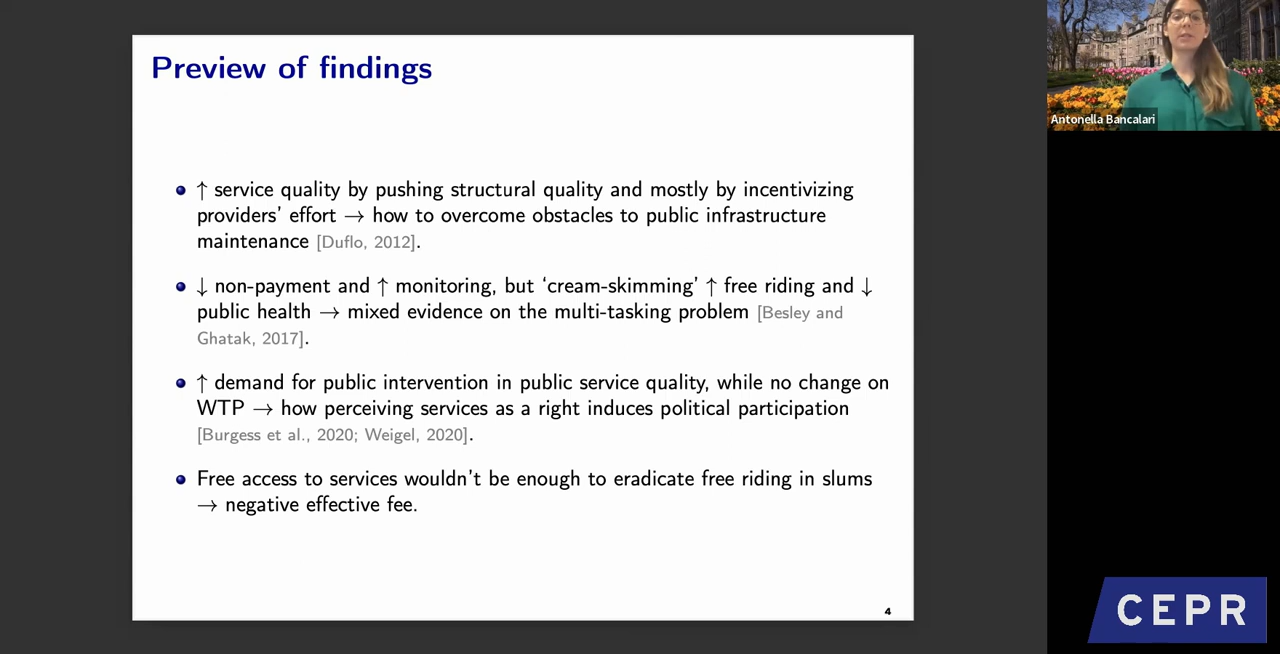 Preview of findings
↑ service quality by pushing structural quality and mostly by incentivizing
providers' effort → how to overcome obstacles to public infrastructure
maintenance [Duflo, 2012].
↓ non-payment and ↑ monitoring, but ‘cream-skimming’ ↑ free riding and ↓
public health → mixed evidence on the multi-tasking problem [Besley and
Ghatak, 2017].
↑ demand for public intervention in public service quality, while no change on
WTP → how perceiving services as a right induces political participation
[Burgess et al., 2020; Weigel, 2020].
Free access to services wouldn't be enough to eradicate free riding in slums
→ negative effective fee.
4
Antonella Bancalari
CEPR